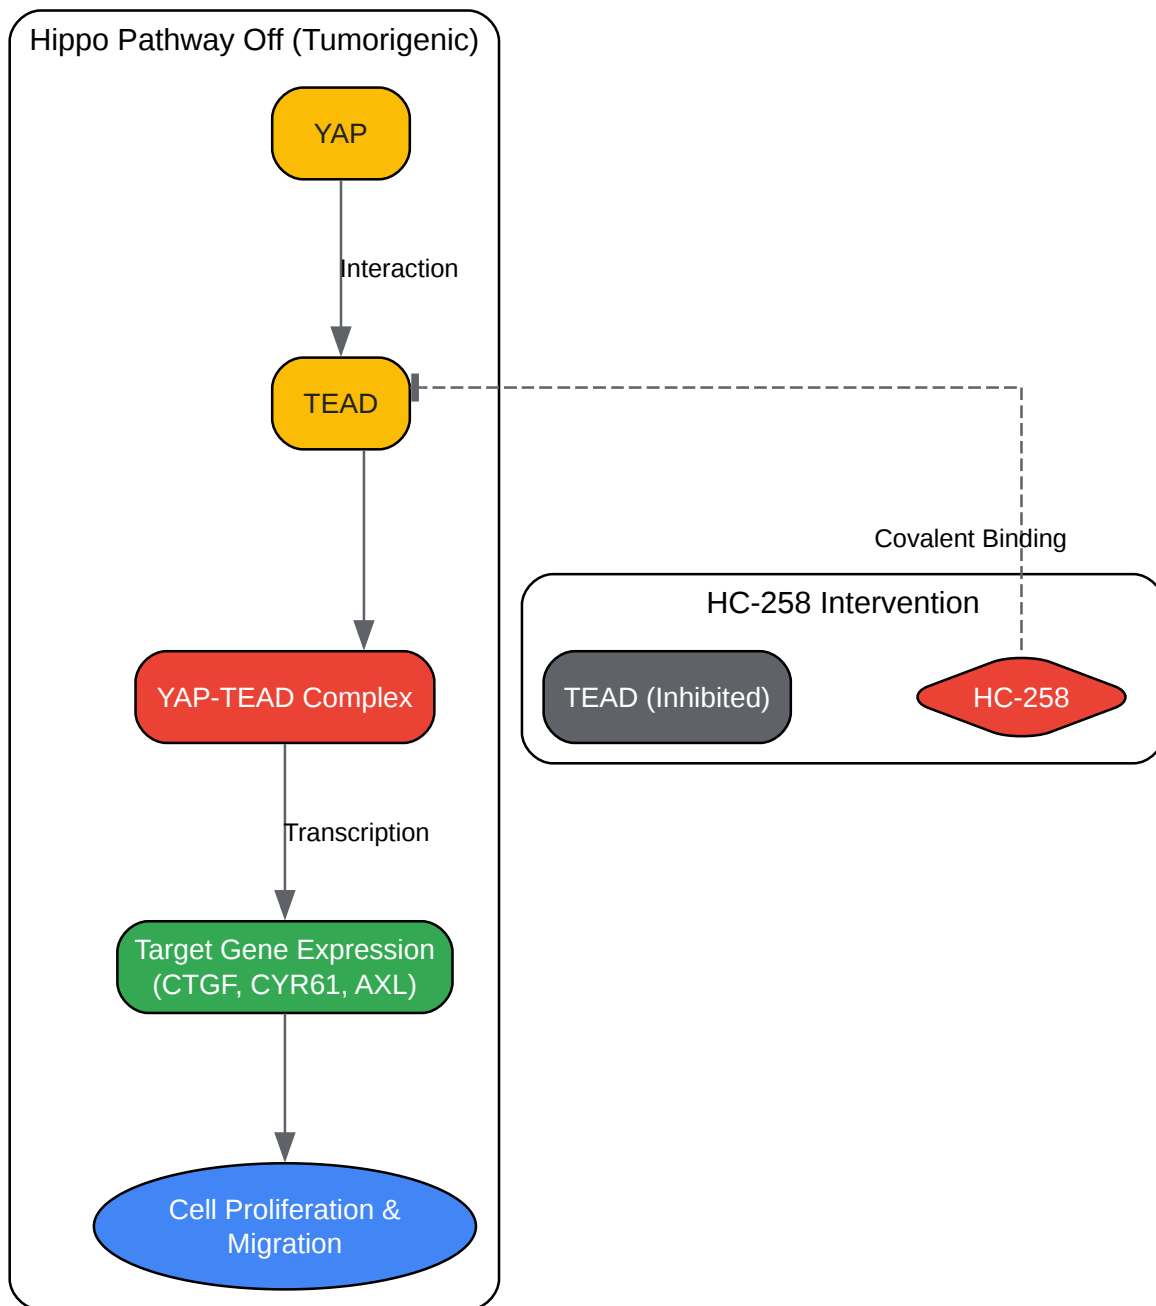 Hippo Pathway Off (Tumorigenic)
YAP
Interaction
TEAD
Covalent Binding
HC-258 Intervention
YAP-TEAD Complex
TEAD (Inhibited)
HC-258
Transcription
Target Gene Expression
(CTGF, CYR61, AXL)
Cell Proliferation &
Migration